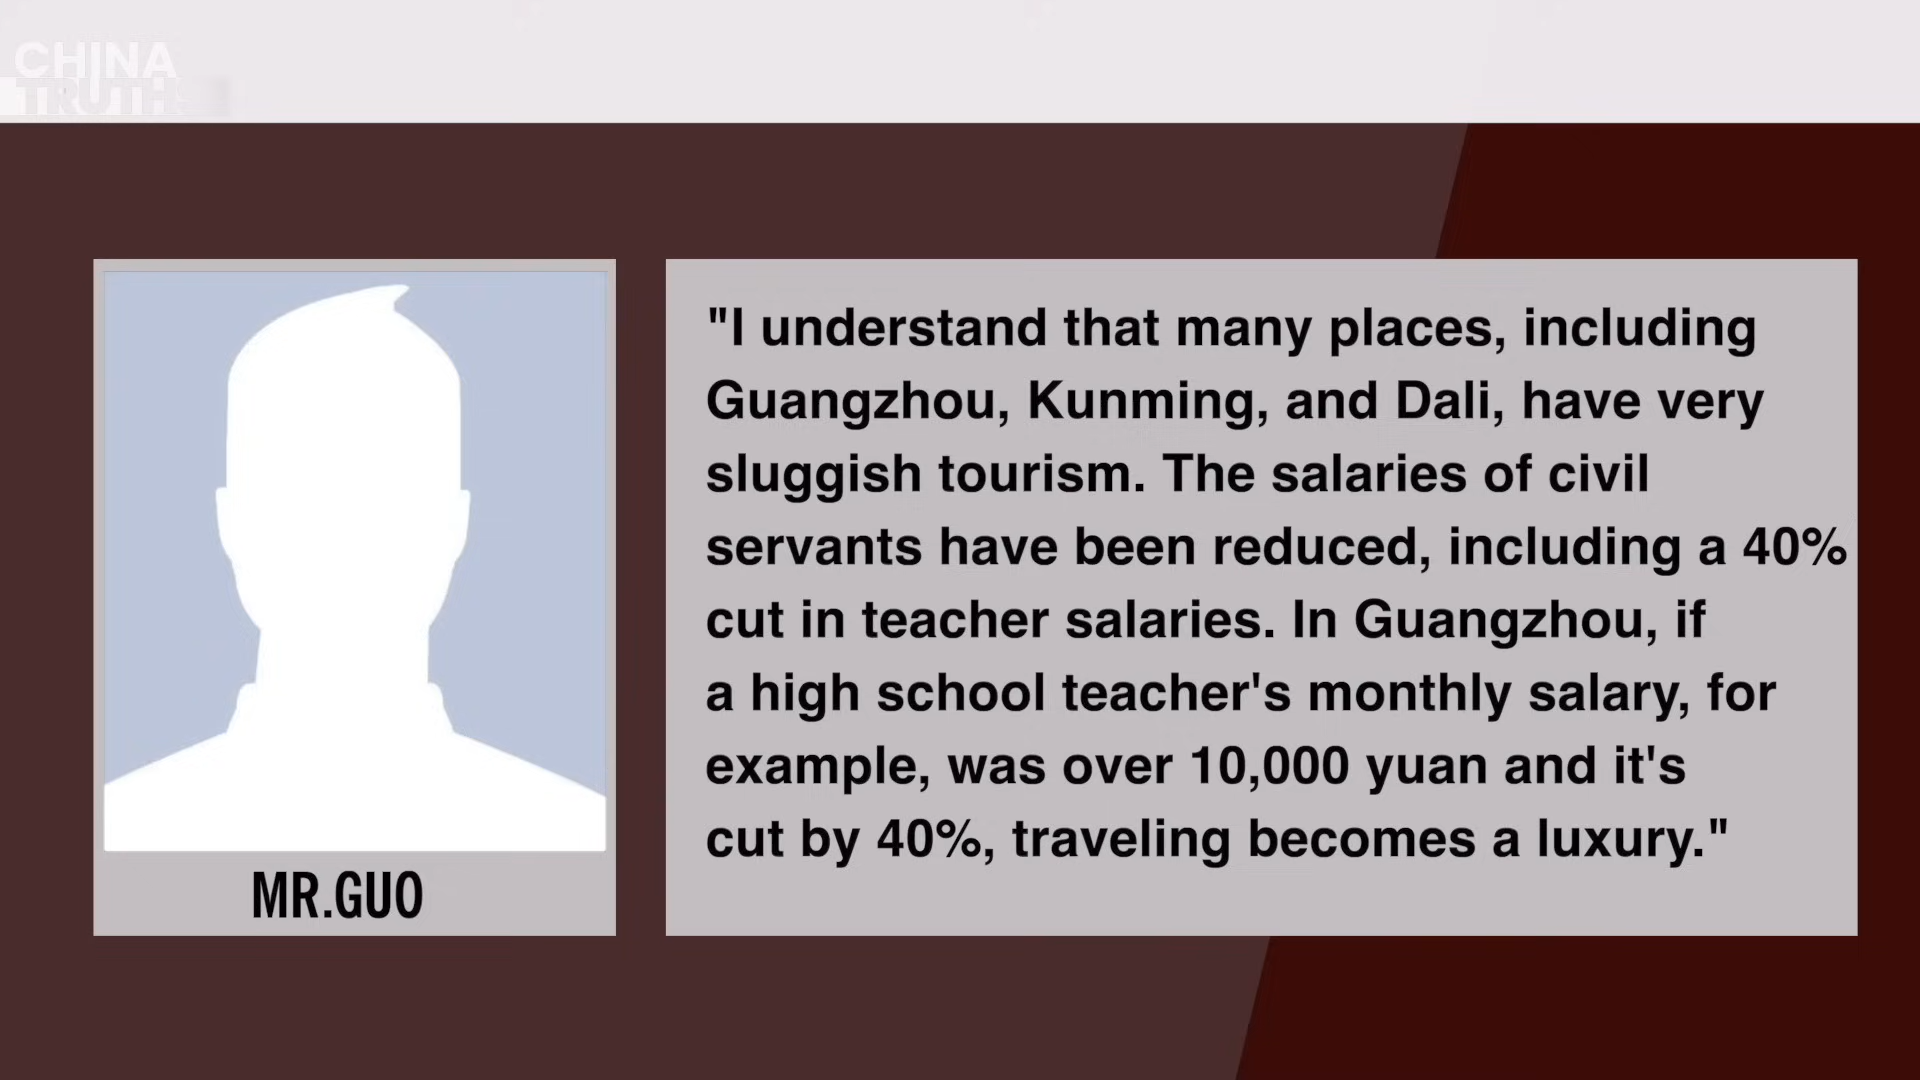 CHINA
TRUTHS
"I understand that many places, including
Guangzhou, Kunming, and Dali, have very
sluggish tourism. The salaries of civil
servants have been reduced, including a 40%
cut in teacher salaries. In Guangzhou, if
a high school teacher's monthly salary, for
example, was over 10,000 yuan and it's
cut by 40%, traveling becomes a luxury."
MR.GUO